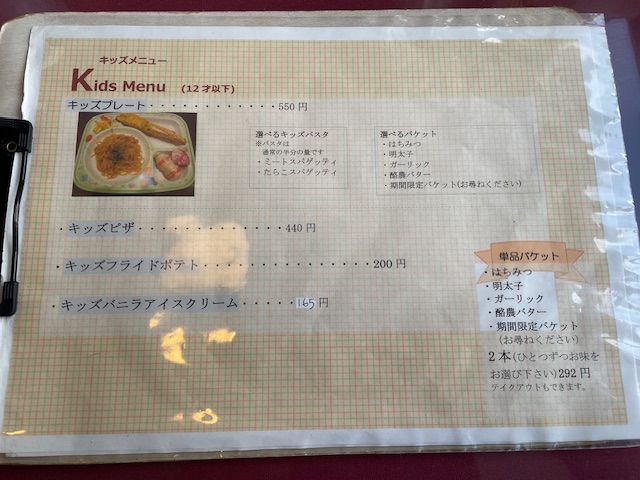 キッズメニュー
Kids Menu (12才以下)
キッズプレート・・・・・・・・・・・・550円
選べるキッズパスタ
※パスタは
通常の半分の量です
・ミートスパゲッティ
・たらこスパゲッティ
選べるバケット
・はちみつ
・明太子
・ガーリック
・酪農バター
・期間限定バケット(お尋ねください)
・キッズピザ・・・・・・・・・・・・・440円
・キッズフライドポテト・・・・・・・・・・・・・・・200円
・キッズバニラアイスクリーム・・・・・165円
単品バケット
・はちみつ
・明太子
・ガーリック
・酪農バター
・期間限定バケット
(お尋ねください)
2本(ひとつずつお味を
お選び下さい)292円
テイクアウトもできます。